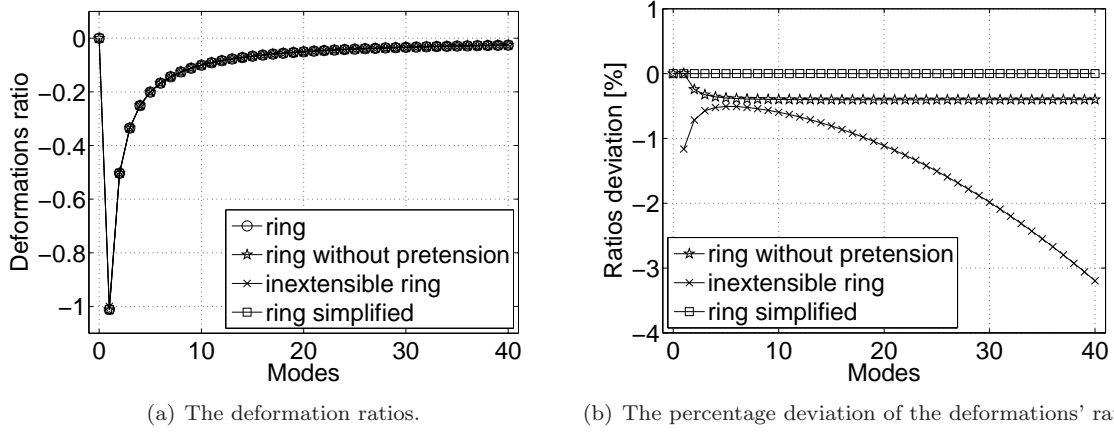 0
−0.2
−0.4
−0.6
−0.8
−1
Deformations ratio
ring
ring without pretension
inextensible ring
ring simplified
0 10 20 30 40
Modes
(a) The deformation ratios.
1
0
−1
−2
−3
−4
Ratios deviation [%]
ring without pretension
inextensible ring
ring simplified
0 10 20 30 40
Modes
(b) The percentage deviation of the deformations’